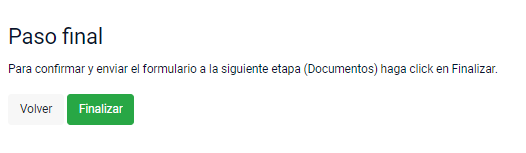 Paso final
Para confirmar y enviar el formulario a la siguiente etapa (Documentos) haga click en Finalizar.
Volver Finalizar